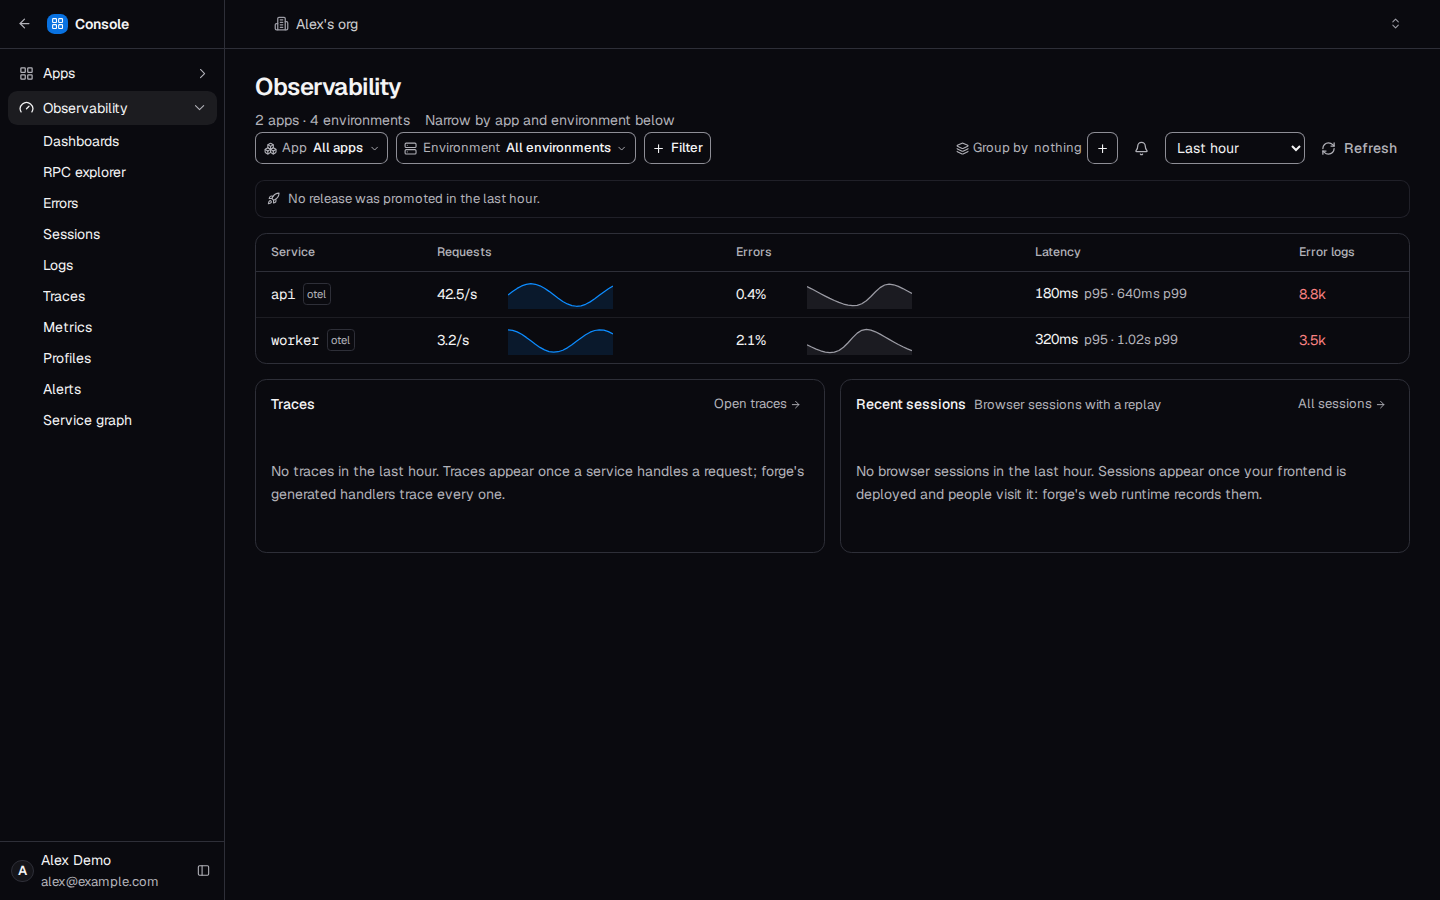 Console
Alex's org
Apps
Observability
Dashboards
RPC explorer
Errors
Sessions
Logs
Traces
Metrics
Profiles
Alerts
Service graph
A
Alex Demo
alex@example.com
Observability
2 apps · 4 environments Narrow by app and environment below
App All apps Environment All environments Filter Group by nothing Last hour Refresh
No release was promoted in the last hour.
Service Requests Errors Latency Error logs
api otel 42.5/s 0.4% 180ms p95 · 640ms p99 8.8k
worker otel 3.2/s 2.1% 320ms p95 · 1.02s p99 3.5k
Traces Open traces →
No traces in the last hour. Traces appear once a service handles a request; forge's
generated handlers trace every one.
Recent sessions Browser sessions with a replay All sessions →
No browser sessions in the last hour. Sessions appear once your frontend is
deployed and people visit it: forge's web runtime records them.